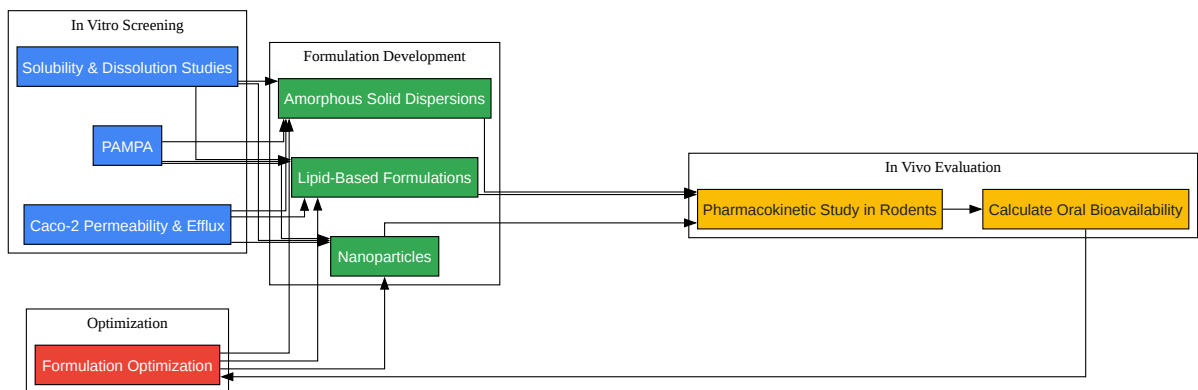 In Vitro Screening
Solubility & Dissolution Studies
PAMPA
Caco-2 Permeability & Efflux
Formulation Development
Amorphous Solid Dispersions
Lipid-Based Formulations
Nanoparticles
In Vivo Evaluation
Pharmacokinetic Study in Rodents
Calculate Oral Bioavailability
Optimization
Formulation Optimization